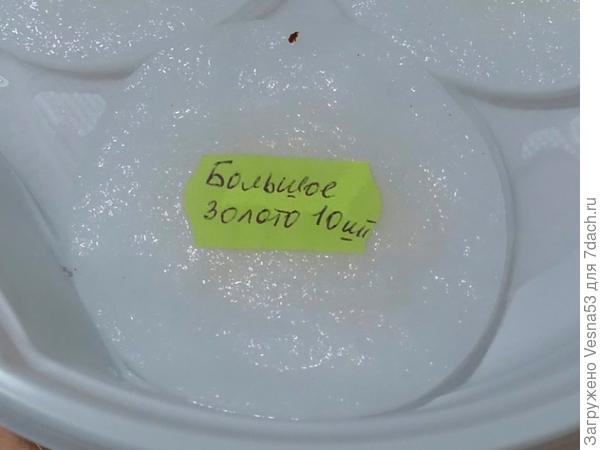 Большое
Золото 10шт
Загружено Vesna53 для 7dach.ru